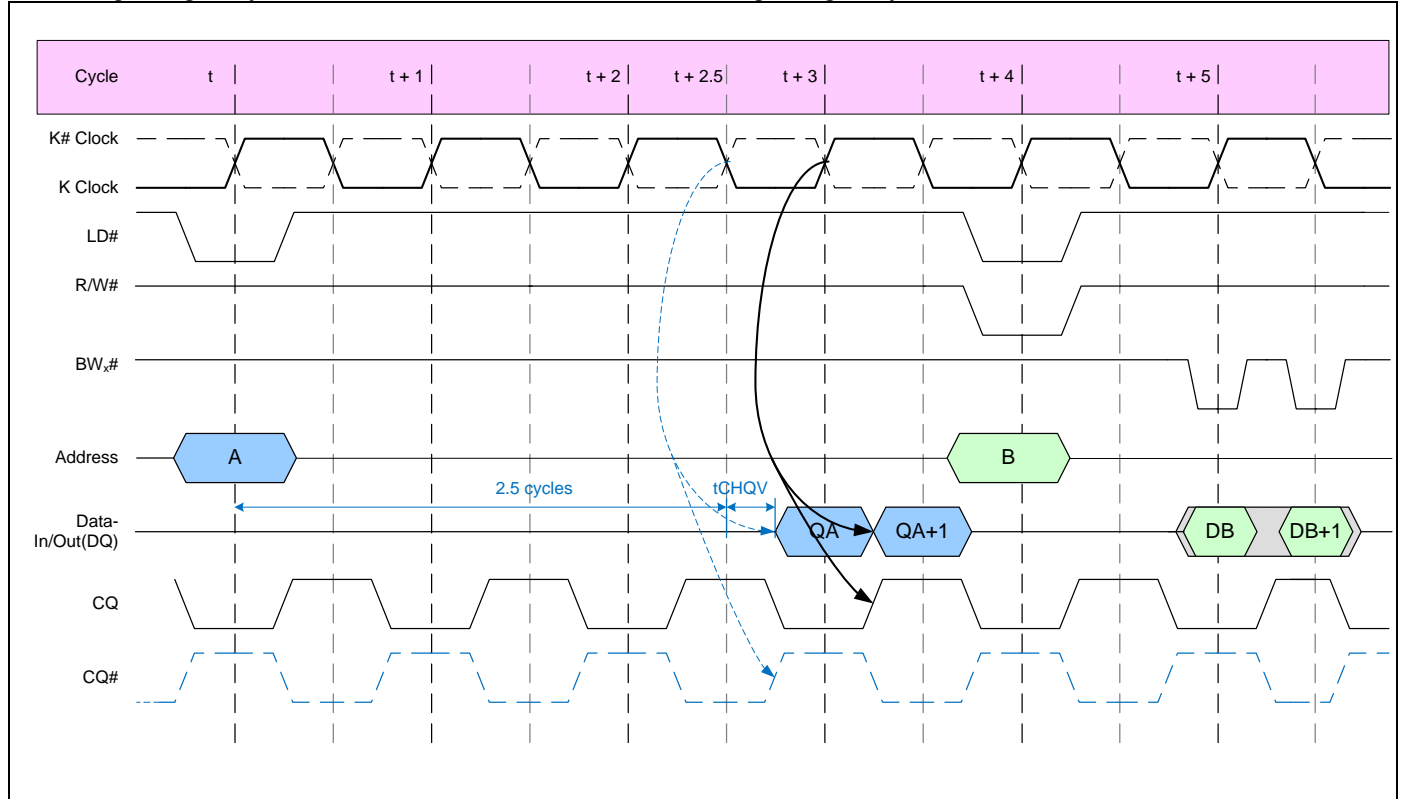 Cycle t t + 1 t + 2 t + 2.5 t + 3 t + 4 t + 5
K# Clock
K Clock
LD#
R/W#
BWx#
Address A B
2.5 cycles tCHQV
Data-
In/Out(DQ) QA QA+1 DB DB+1
CQ
CQ#